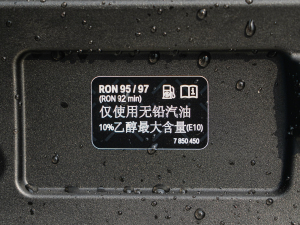 RON 95 / 97
(RON 92 min)
仅使用无铅汽油
10%乙醇最大含量(E10)
7 850 450